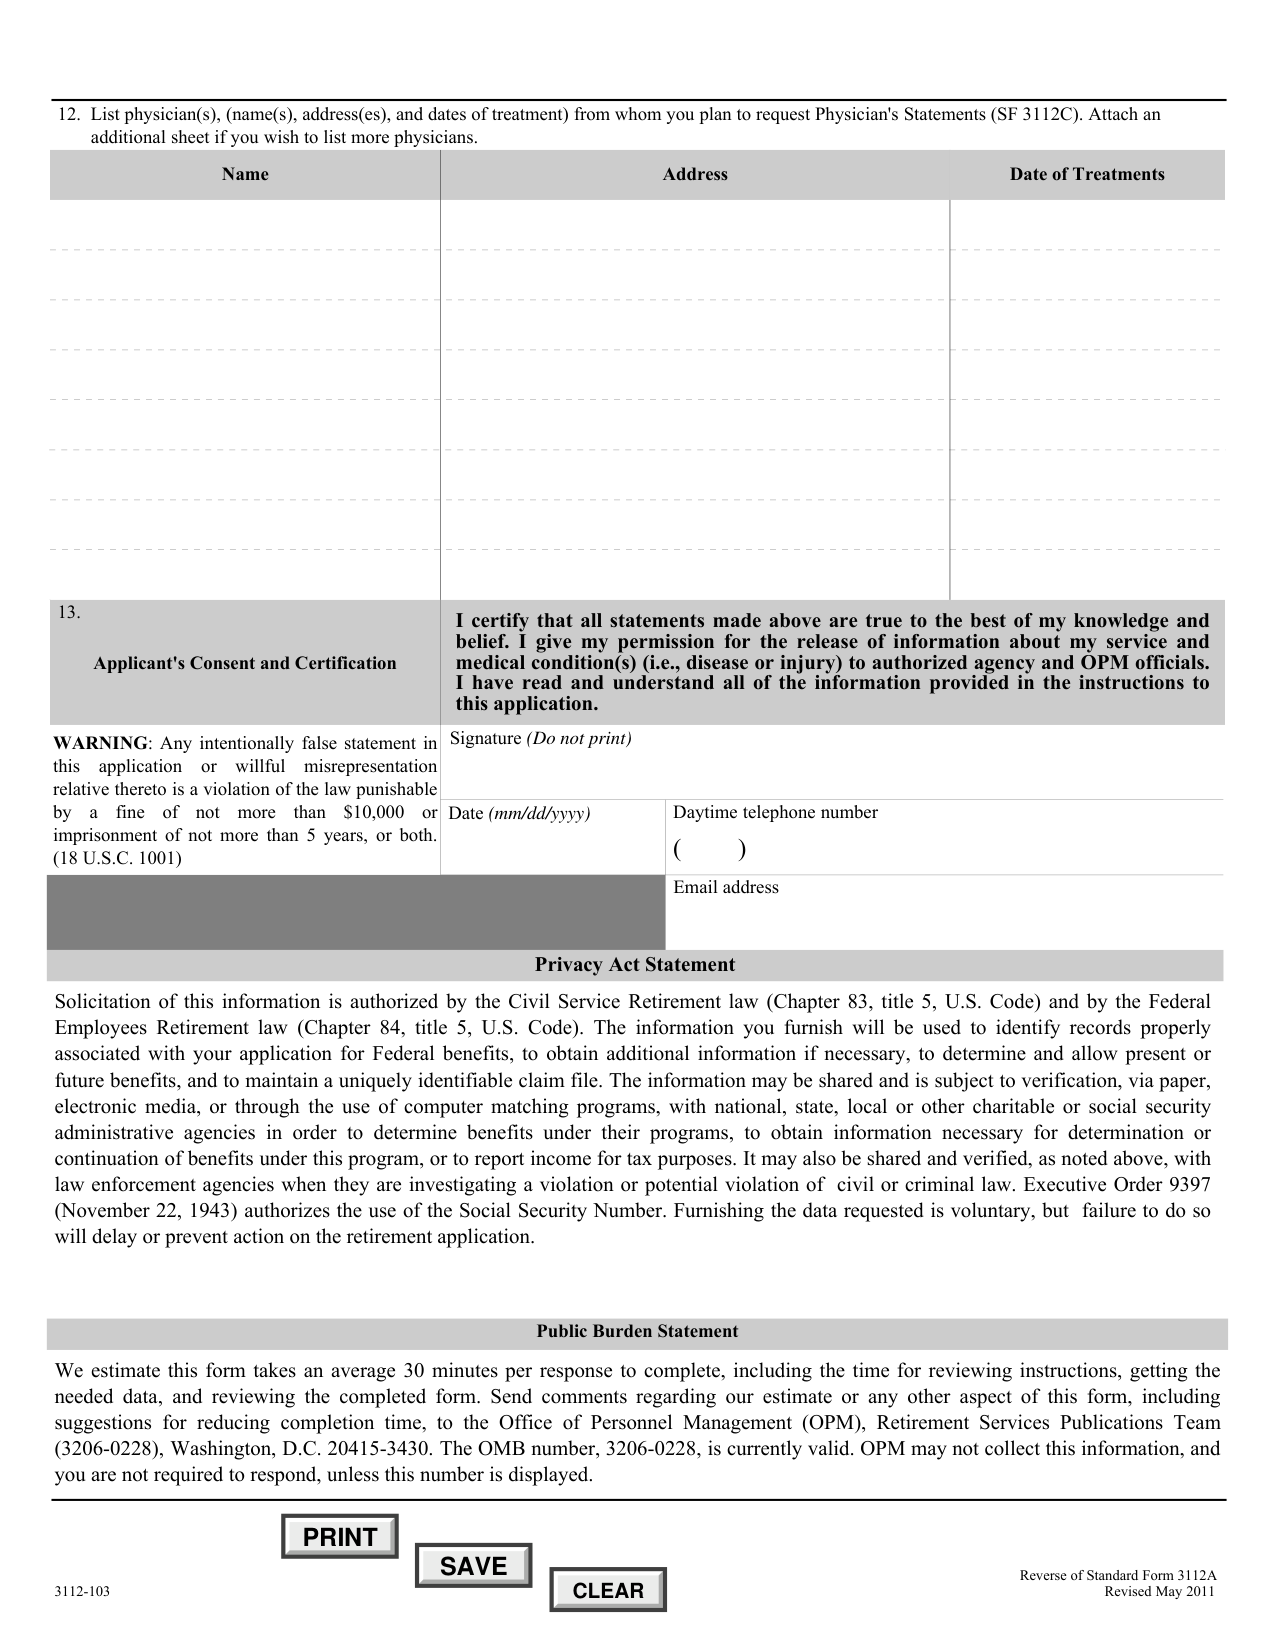 12. List physician(s), (name(s), address(es), and dates of treatment) from whom you plan to request Physician's Statements (SF 3112C). Attach an
additional sheet if you wish to list more physicians.
Name Address Date of Treatments
13.
Applicant's Consent and Certification
I certify that all statements made above are true to the best of my knowledge and
belief. I give my permission for the release of information about my service and
medical condition(s) (i.e., disease or injury) to authorized agency and OPM officials.
I have read and understand all of the information provided in the instructions to
this application.
WARNING: Any intentionally false statement in
this application or willful misrepresentation
relative thereto is a violation of the law punishable
by a fine of not more than $10,000 or
imprisonment of not more than 5 years, or both.
(18 U.S.C. 1001)
Signature (Do not print)
Date (mm/dd/yyyy)
Daytime telephone number
( )
Email address
Privacy Act Statement
Solicitation of this information is authorized by the Civil Service Retirement law (Chapter 83, title 5, U.S. Code) and by the Federal
Employees Retirement law (Chapter 84, title 5, U.S. Code). The information you furnish will be used to identify records properly
associated with your application for Federal benefits, to obtain additional information if necessary, to determine and allow present or
future benefits, and to maintain a uniquely identifiable claim file. The information may be shared and is subject to verification, via paper,
electronic media, or through the use of computer matching programs, with national, state, local or other charitable or social security
administrative agencies in order to determine benefits under their programs, to obtain information necessary for determination or
continuation of benefits under this program, or to report income for tax purposes. It may also be shared and verified, as noted above, with
law enforcement agencies when they are investigating a violation or potential violation of civil or criminal law. Executive Order 9397
(November 22, 1943) authorizes the use of the Social Security Number. Furnishing the data requested is voluntary, but failure to do so
will delay or prevent action on the retirement application.
Public Burden Statement
We estimate this form takes an average 30 minutes per response to complete, including the time for reviewing instructions, getting the
needed data, and reviewing the completed form. Send comments regarding our estimate or any other aspect of this form, including
suggestions for reducing completion time, to the Office of Personnel Management (OPM), Retirement Services Publications Team
(3206-0228), Washington, D.C. 20415-3430. The OMB number, 3206-0228, is currently valid. OPM may not collect this information, and
you are not required to respond, unless this number is displayed.
PRINT
SAVE
CLEAR
3112-103
Reverse of Standard Form 3112A
Revised May 2011